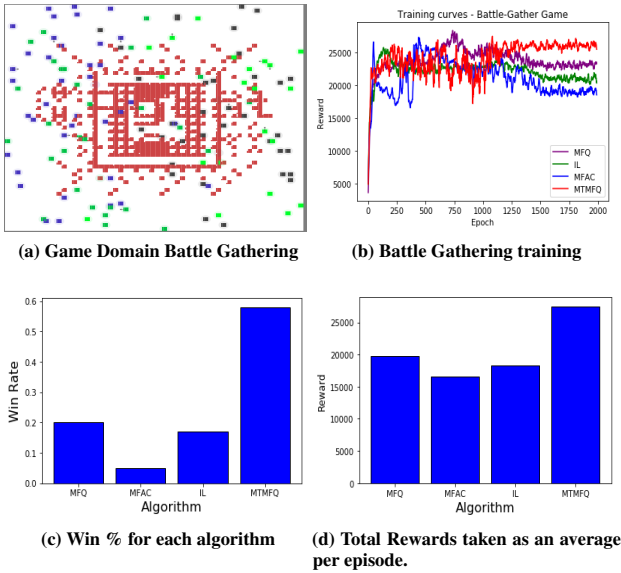 Training curves - Battle-Gather Game
25000
20000
15000
10000
5000
Reward
MFQ
IL
MFAC
MTMFQ
0 250 500 750 1000 1250 1500 1750 2000
Epoch
(a) Game Domain Battle Gathering
(b) Battle Gathering training
0.6
0.5
0.4
0.3
0.2
0.1
0.0
Win Rate
MFQ MFAC IL MTMFQ
Algorithm
25000
20000
15000
10000
5000
0
Reward
MFQ MFAC IL MTMFQ
Algorithm
(c) Win % for each algorithm
(d) Total Rewards taken as an average
per episode.